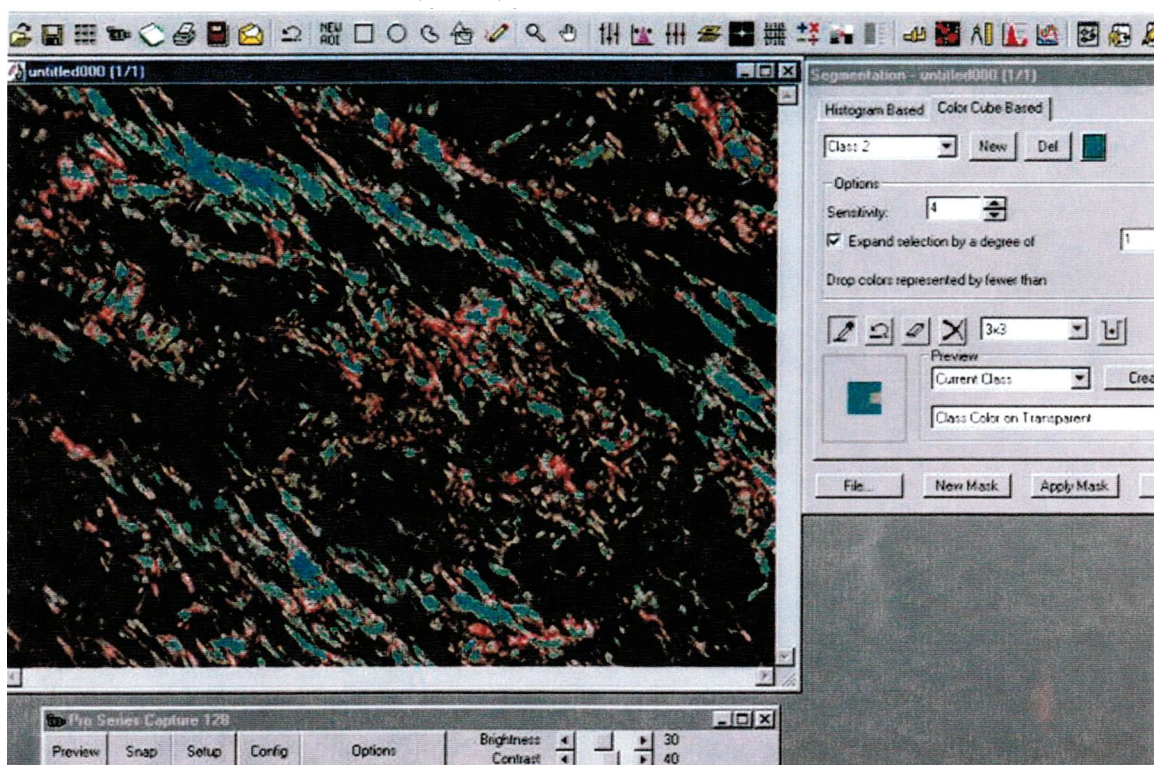 NEW
AOI
untitled000 (1/1)
Segmentation - untitled000 (1/1)
Histogram Based
Color Cube Based
Class 2
New
Del
Options
Sensitivity:
4
Expand selection by a degree of
1
Drop colors represented by fewer than
3x3
Preview
Current Class
Crea
Class Color on Transparent
File...
New Mask
Apply Mask
Pro Series Capture 128
Preview
Snap
Setup
Config
Options
Brightness
30
Contrast
40